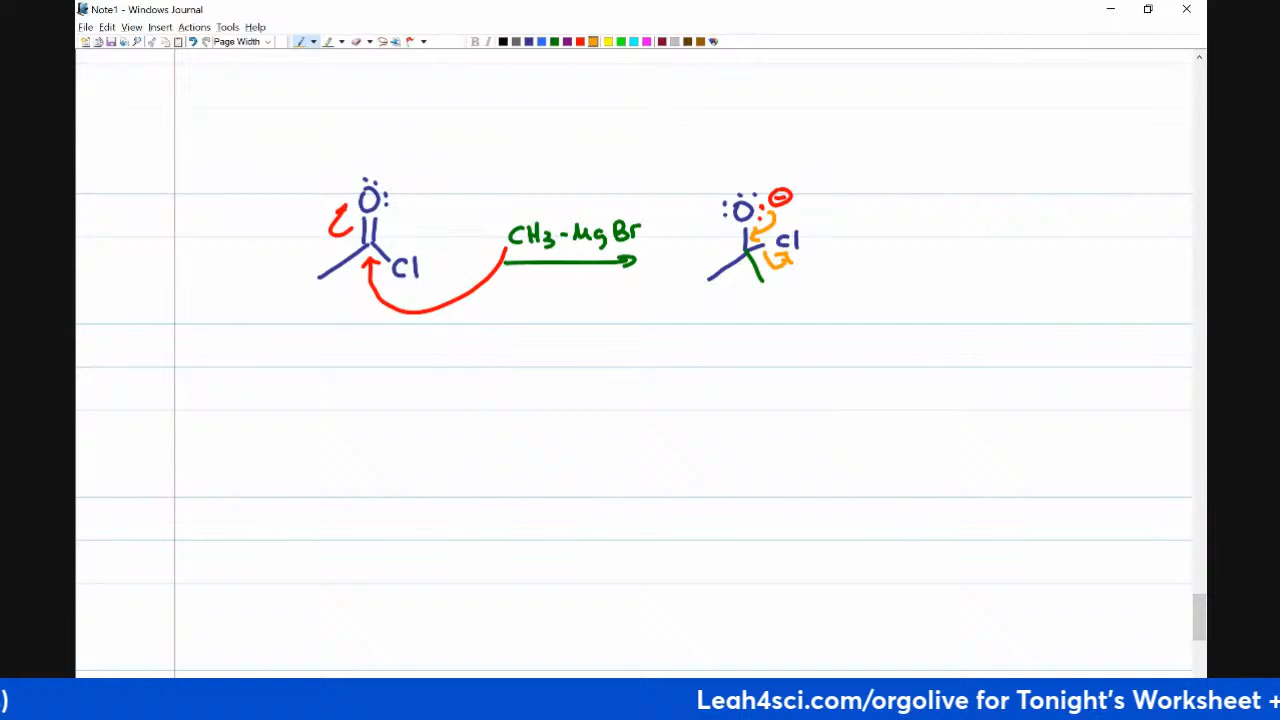 Note1 - Windows Journal
File Edit View Insert Actions Tools Help
Page Width
B I
O
Cl
CH3-MgBr
O
Cl
) Leah4sci.com/orgolive for Tonight's Worksheet +